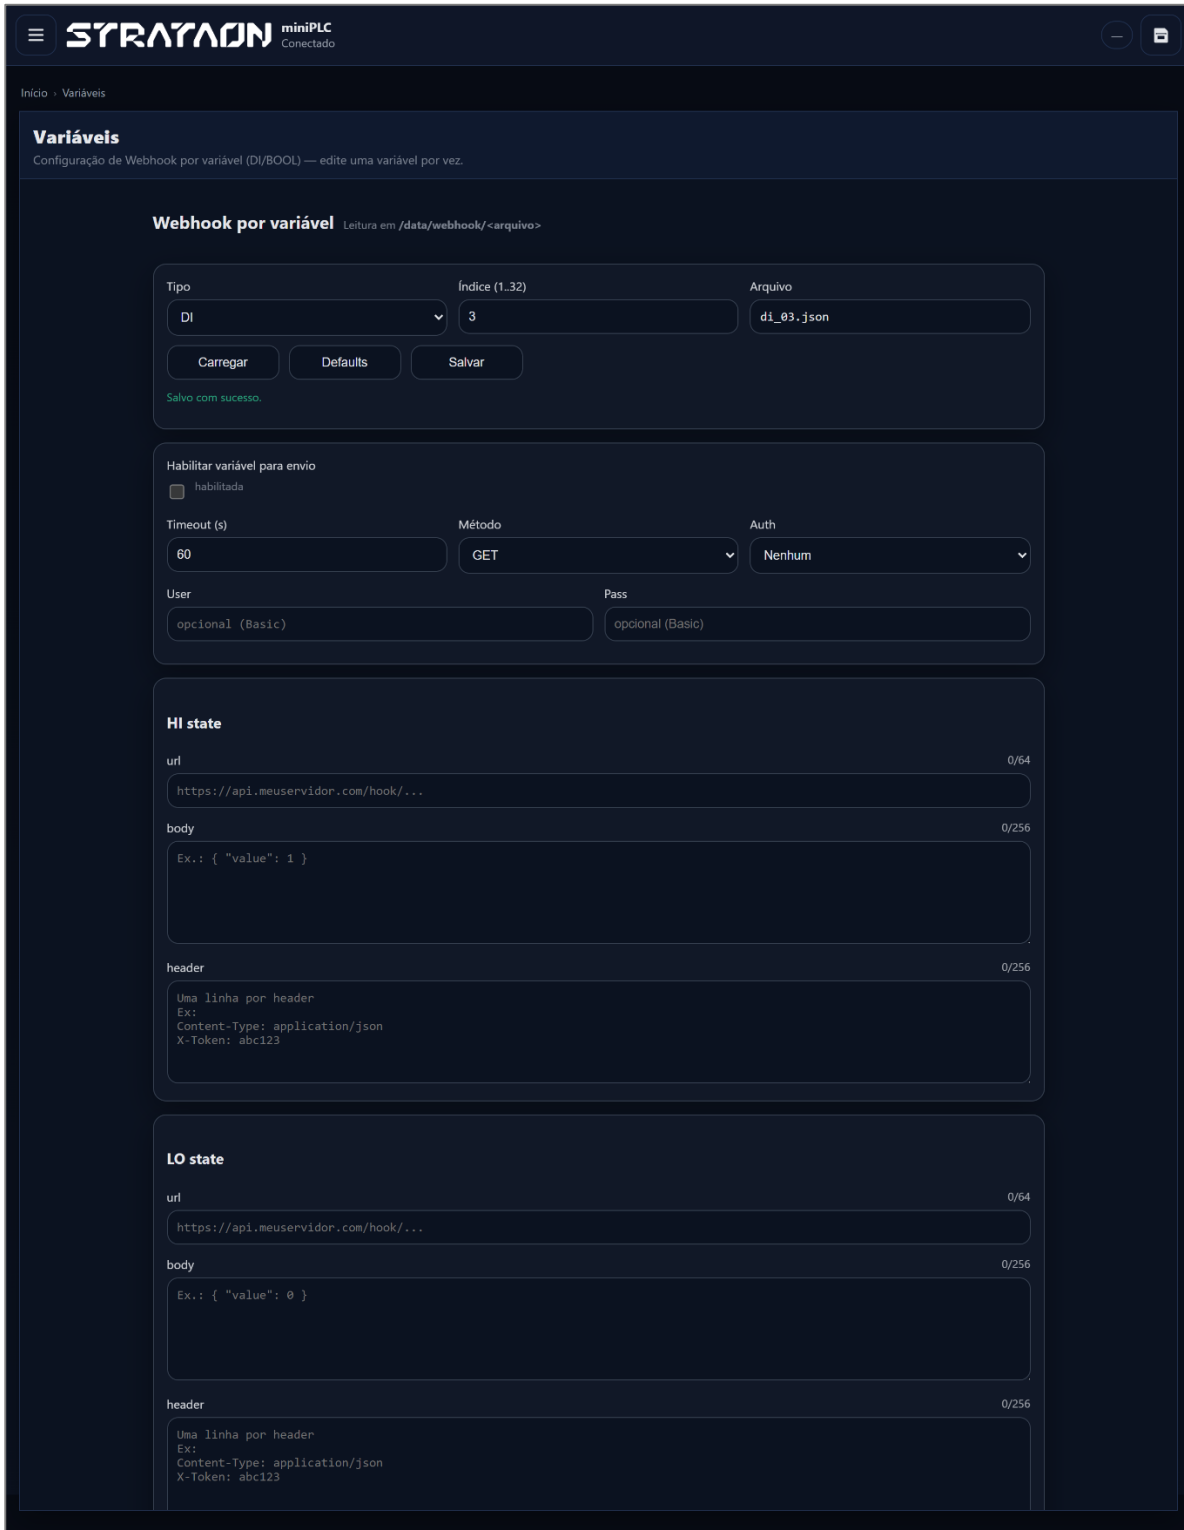 STRATAON
miniPLC
Conectado
Início › Variáveis
Variáveis
Configuração de Webhook por variável (DI/BOOL) — edite uma variável por vez.
Webhook por variável Leitura em /data/webhook/<arquivo>
Tipo Índice (1..32) Arquivo
DI 3 di_03.json
Carregar Defaults Salvar
Salvo com sucesso.
Habilitar variável para envio
habilitada
Timeout (s) Método Auth
60 GET Nenhum
User Pass
opcional (Basic) opcional (Basic)
HI state
url 0/64
https://api.meuservidor.com/hook/...
body 0/256
Ex.: { "value": 1 }
header 0/256
Uma linha por header
Ex:
Content-Type: application/json
X-Token: abc123
LO state
url 0/64
https://api.meuservidor.com/hook/...
body 0/256
Ex.: { "value": 0 }
header 0/256
Uma linha por header
Ex:
Content-Type: application/json
X-Token: abc123